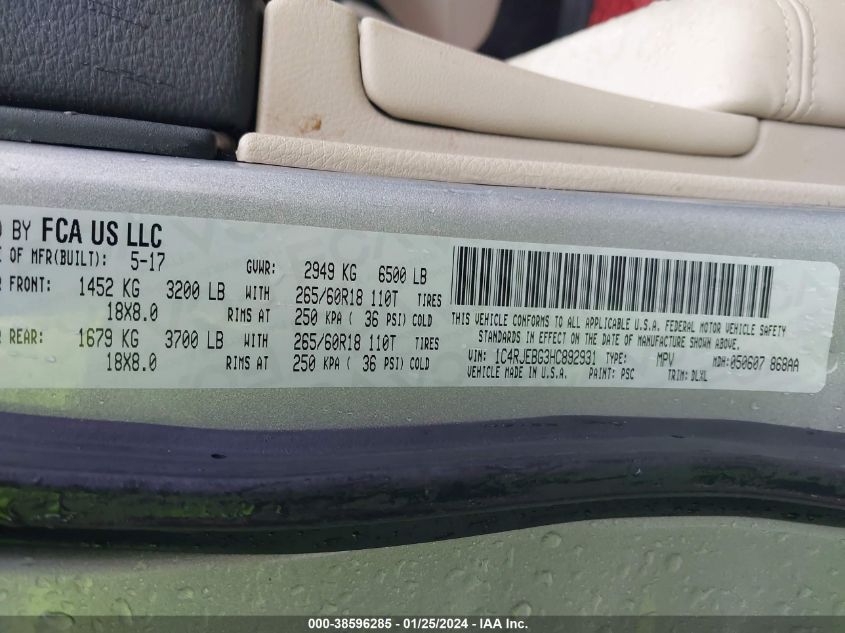 BY FCA US LLC
OF MFR(BUILT): 5-17 GVWR: 2949 KG 6500 LB
FRONT: 1452 KG 3200 LB WITH 265/60R18 110T TIRES
18X8.0 RIMS AT 250 KPA ( 36 PSI) COLD
REAR: 1679 KG 3700 LB WITH 265/60R18 110T TIRES
18X8.0 RIMS AT 250 KPA ( 36 PSI) COLD
THIS VEHICLE CONFORMS TO ALL APPLICABLE U.S.A. FEDERAL MOTOR VEHICLE SAFETY
STANDARDS IN EFFECT ON THE DATE OF MANUFACTURE SHOWN ABOVE.
VIN: 1C4RJEBG3HC892931 TYPE: MPV MDH:050607 868AA
VEHICLE MADE IN U.S.A. PAINT: PSC TRIM: DLXL
000-38596285 - 01/25/2024 - IAA Inc.